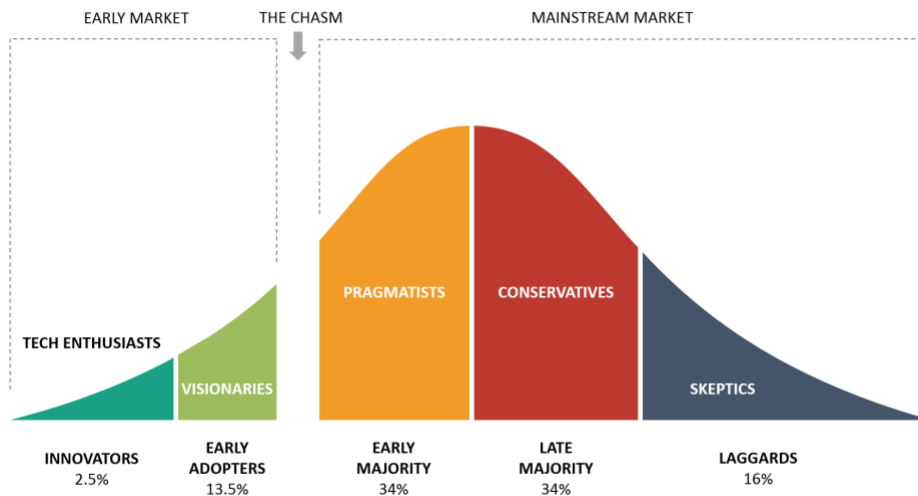 EARLY MARKET
THE CHASM
MAINSTREAM MARKET
PRAGMATISTS
CONSERVATIVES
TECH ENTHUSIASTS
VISIONARIES
SKEPTICS
INNOVATORS
2.5%
EARLY
ADOPTERS
13.5%
EARLY
MAJORITY
34%
LATE
MAJORITY
34%
LAGGARDS
16%